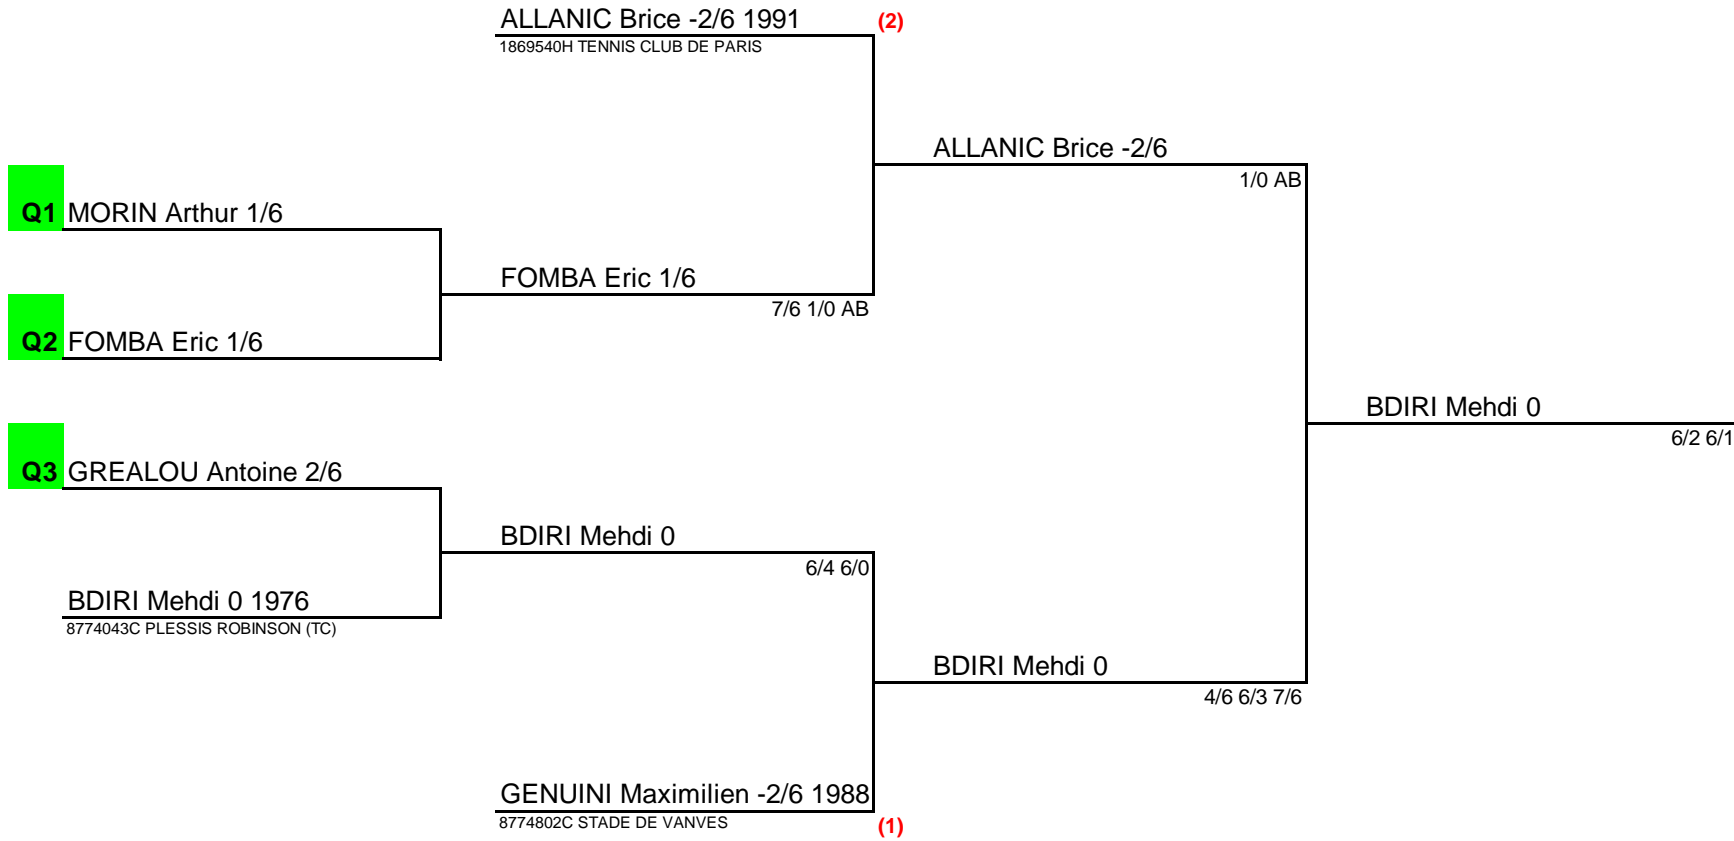 ALLANIC Brice -2/6 1991
(2)
1869540H TENNIS CLUB DE PARIS
ALLANIC Brice -2/6
1/0 AB
Q1 MORIN Arthur 1/6
FOMBA Eric 1/6
7/6 1/0 AB
Q2 FOMBA Eric 1/6
BDIRI Mehdi 0
6/2 6/1
Q3 GREALOU Antoine 2/6
BDIRI Mehdi 0
6/4 6/0
BDIRI Mehdi 0 1976
8774043C PLESSIS ROBINSON (TC)
BDIRI Mehdi 0
4/6 6/3 7/6
GENUINI Maximilien -2/6 1988
8774802C STADE DE VANVES
(1)